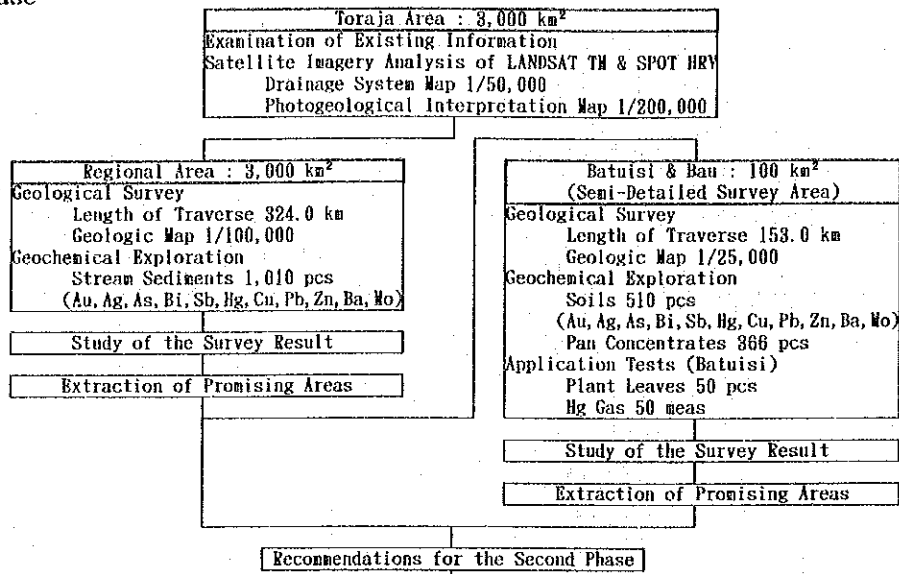 Toraja Area : 3,000 km²
Examination of Existing Information
Satellite Imagery Analysis of LANDSAT TM & SPOT HRV
Drainage System Map 1/50,000
Photogeological Interpretation Map 1/200,000
Regional Area : 3,000 km²
Geological Survey
Length of Traverse 324.0 km
Geologic Map 1/100,000
Geochemical Exploration
Stream Sediments 1,010 pcs
(Au, Ag, As, Bi, Sb, Hg, Cu, Pb, Zn, Ba, Mo)
Study of the Survey Result
Extraction of Promising Areas
Batuisi & Bau : 100 km²
(Semi-Detailed Survey Area)
Geological Survey
Length of Traverse 153.0 km
Geologic Map 1/25,000
Geochemical Exploration
Soils 510 pcs
(Au, Ag, As, Bi, Sb, Hg, Cu, Pb, Zn, Ba, Mo)
Pan Concentrates 366 pcs
Application Tests (Batuisi)
Plant Leaves 50 pcs
Hg Gas 50 meas
Study of the Survey Result
Extraction of Promising Areas
Recommendations for the Second Phase